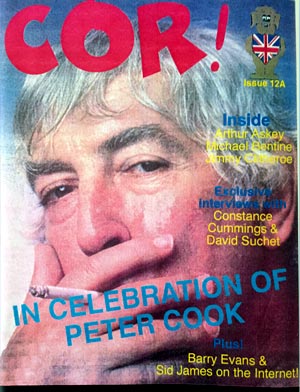 COR!
Issue 12A
Inside
Arthur Askey
Michael Bentine
Jimmy Clitheroe
Exclusive
Interviews with
Constance
Cummings &
David Suchet
IN CELEBRATION OF
PETER COOK
Plus!
Barry Evans &
Sid James on the Internet!